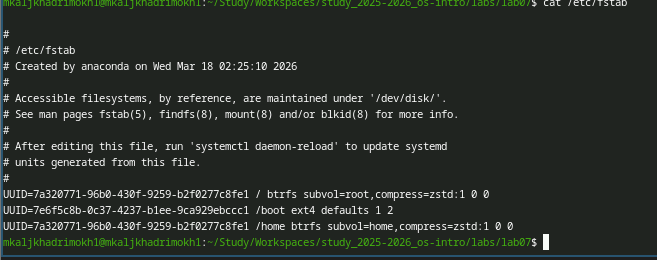 mkaljkhadrimokh1@mkaljkhadrimokh1:~/Study/Workspaces/study_2025-2026_os-intro/labs/lab07$ cat /etc/fstab
#
# /etc/fstab
# Created by anaconda on Wed Mar 18 02:25:10 2026
#
# Accessible filesystems, by reference, are maintained under '/dev/disk/'.
# See man pages fstab(5), findfs(8), mount(8) and/or blkid(8) for more info.
#
# After editing this file, run 'systemctl daemon-reload' to update systemd
# units generated from this file.
#
UUID=7a320771-96b0-430f-9259-b2f0277c8fe1 / btrfs subvol=root,compress=zstd:1 0 0
UUID=7e6f5c8b-0c37-4237-b1ee-9ca929ebccc1 /boot ext4 defaults 1 2
UUID=7a320771-96b0-430f-9259-b2f0277c8fe1 /home btrfs subvol=home,compress=zstd:1 0 0
mkaljkhadrimokh1@mkaljkhadrimokh1:~/Study/Workspaces/study_2025-2026_os-intro/labs/lab07$